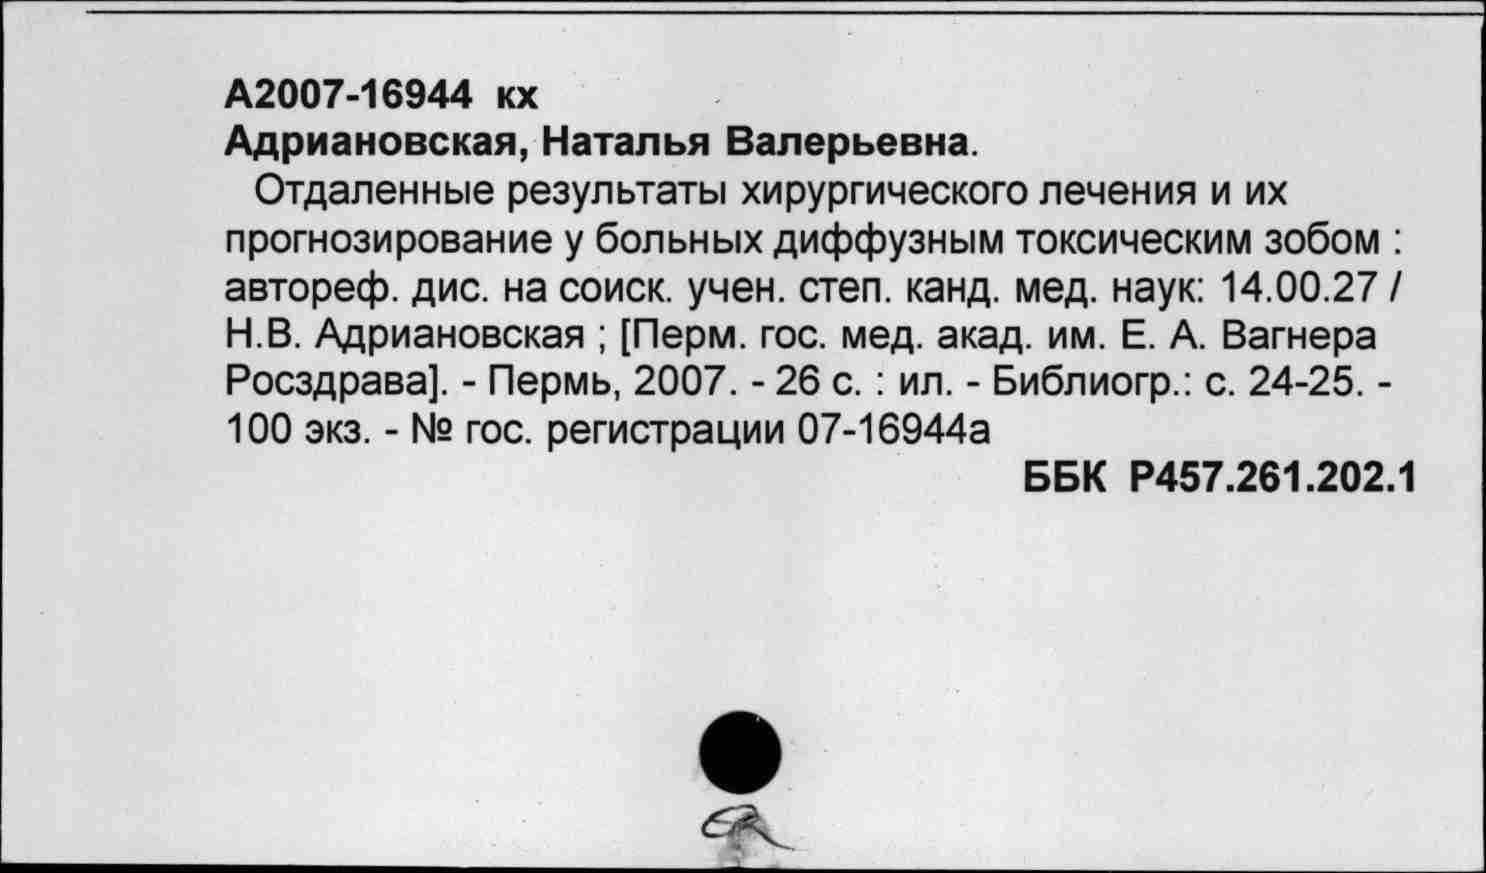 А2007-16944 кх
Адриановская, Наталья Валерьевна.
Отдаленные результаты хирургического лечения и их
прогнозирование у больных диффузным токсическим зобом :
автореф. дис. на соиск. учен. степ. канд. мед. наук: 14.00.27 /
Н.В. Адриановская ; [Перм. гос. мед. акад. им. Е. А. Вагнера
Росздрава]. - Пермь, 2007. - 26 с. : ил. - Библиогр.: с. 24-25. -
100 экз. - № гос. регистрации 07-16944а
ББК Р457.261.202.1